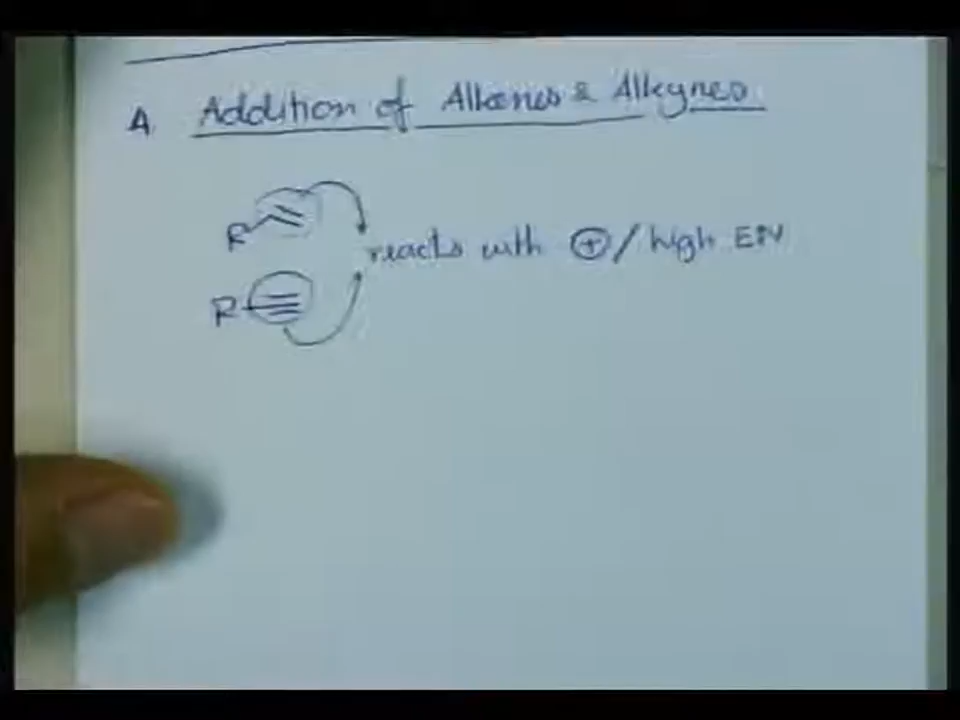 A. Addition of Alkenes & Alkynes
R
reacts with ⊕/high EN
R